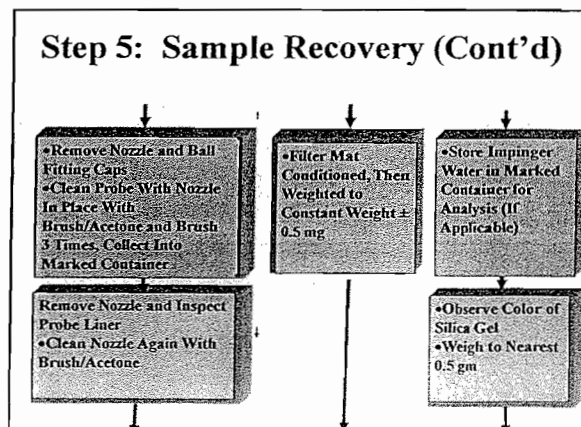 Step 5: Sample Recovery (Cont'd)
•Remove Nozzle and Ball
Fitting Caps
•Clean Probe With Nozzle
In Place With
Brush/Acetone and Brush
3 Times, Collect Into
Marked Container
Remove Nozzle and Inspect
Probe Liner
•Clean Nozzle Again With
Brush/Acetone
•Filter Mat
Conditioned, Then
Weighted to
Constant Weight ±
0.5 mg
•Store Impinger
Water in Marked
Container for
Analysis (If
Applicable)
•Observe Color of
Silica Gel
•Weigh to Nearest
0.5 gm